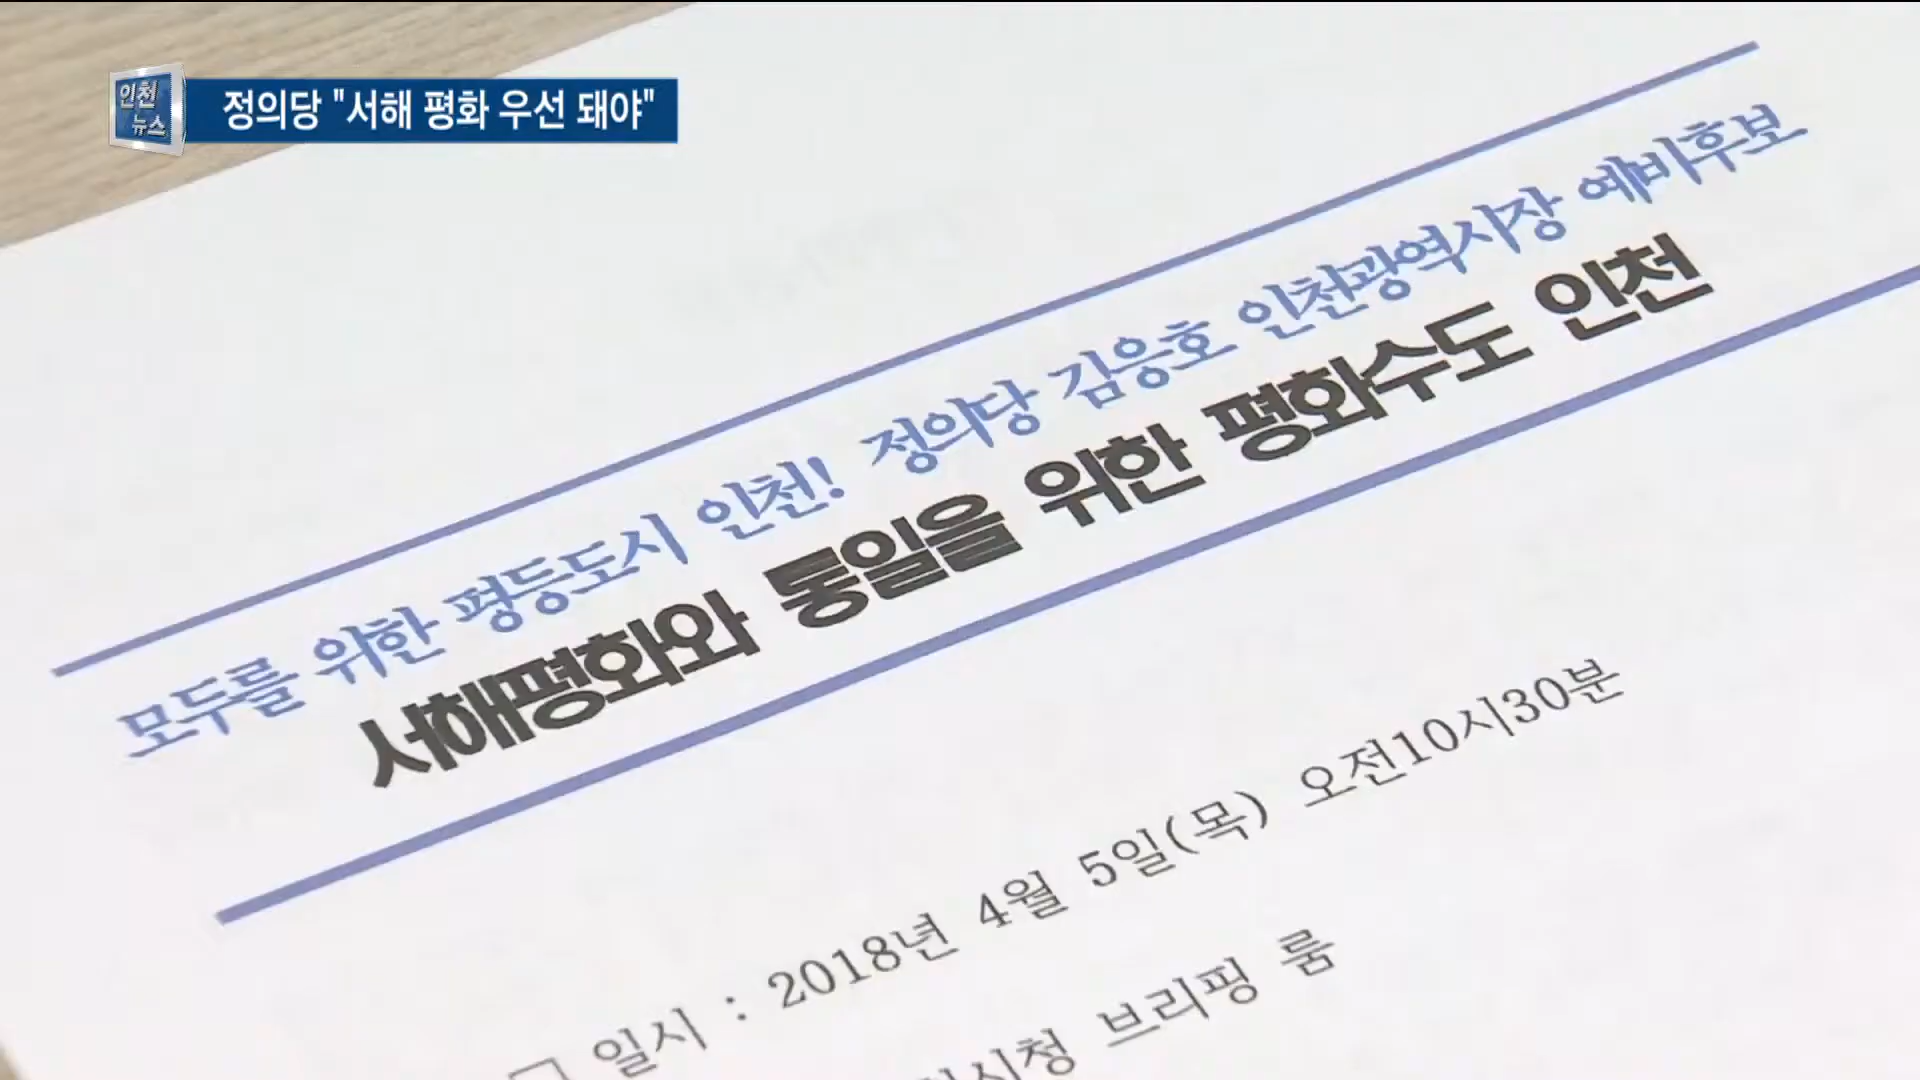 인천
뉴스
정의당 "서해 평화 우선 돼야"
모두를 위한 평등도시 인천! 정의당 김응호 인천광역시장 예비후보
서해평화와 통일을 위한 평화수도 인천
□ 일시 : 2018년 4월 5일(목) 오전10시30분
시청 브리핑 룸